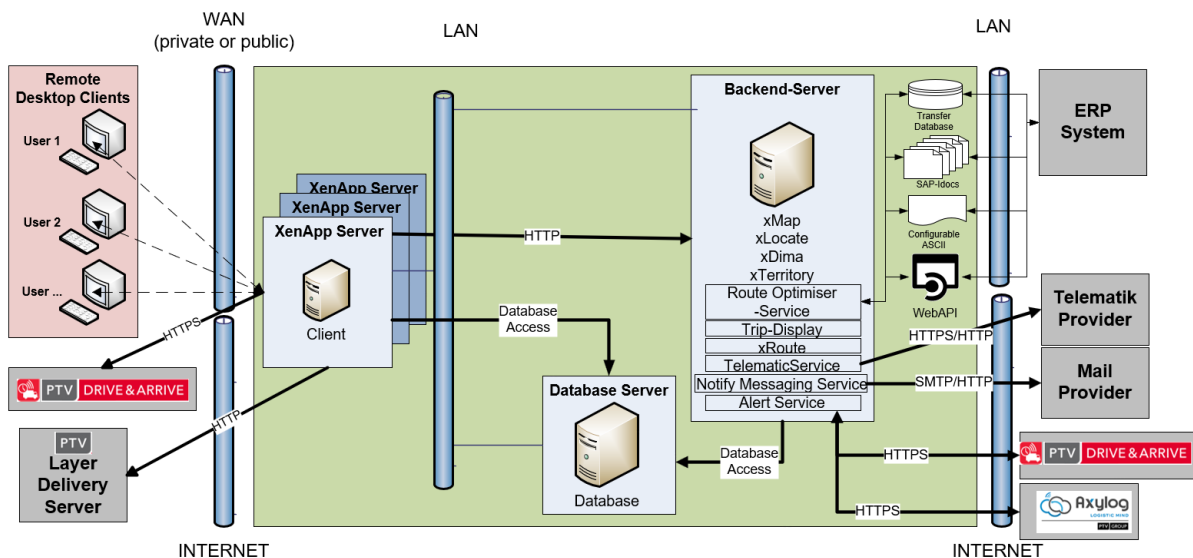 WAN
(private or public)
LAN
LAN
Remote
Desktop Clients
User 1
User 2
User ...
XenApp Server
XenApp Server
XenApp Server
Client
HTTP
Database
Access
Backend-Server
xMap
xLocate
xDima
xTerritory
Route Optimiser
-Service
Trip-Display
xRoute
TelematicService
Notify Messaging Service
Alert Service
Transfer
Database
SAP-Idocs
Configurable
ASCII
WebAPI
ERP
System
HTTPS/HTTP
Telematik
Provider
SMTP/HTTP
Mail
Provider
HTTPS
PTV DRIVE & ARRIVE
HTTP
PTV
Layer
Delivery
Server
Database Server
Database
Database
Access
HTTPS
PTV DRIVE & ARRIVE
HTTPS
Axylog
LOGISTIC MIND
PTV GROUP
INTERNET
INTERNET